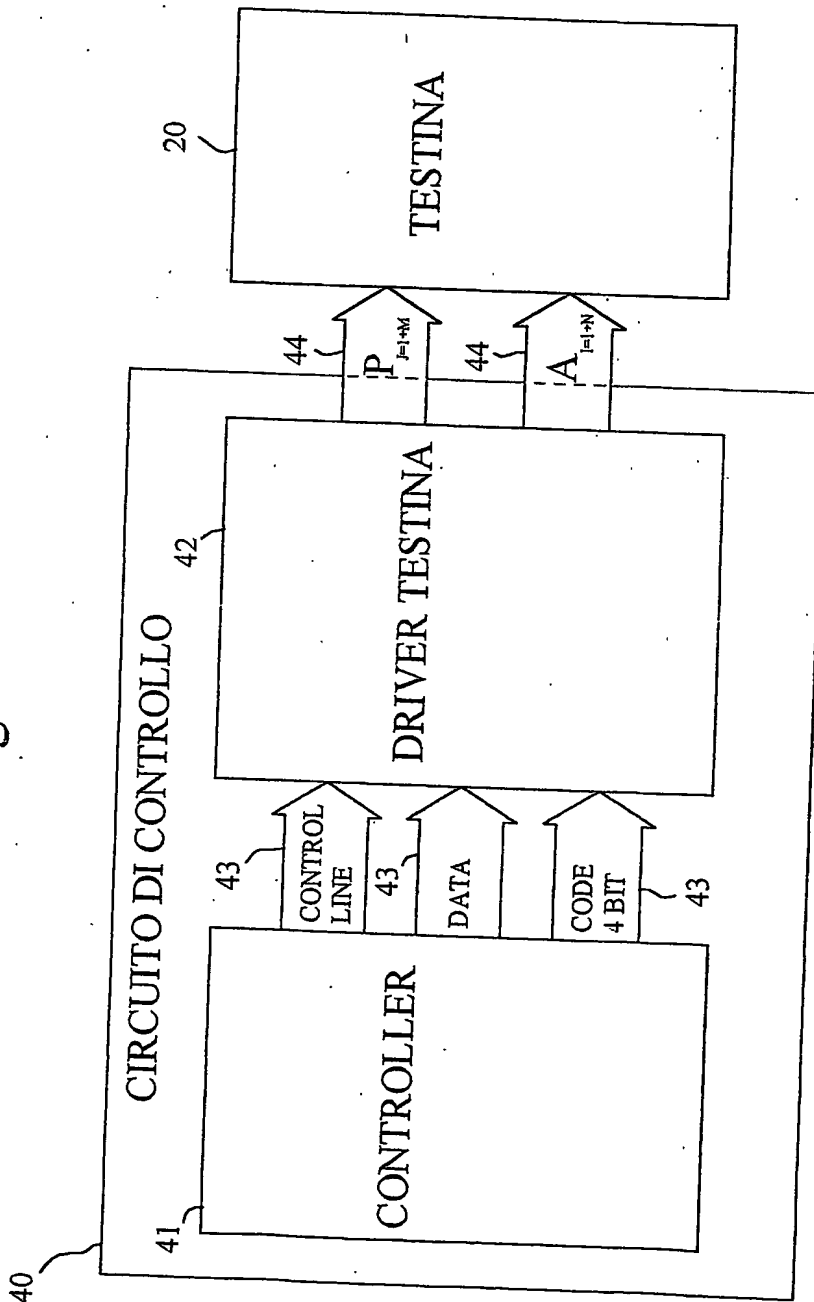 40
CIRCUITO DI CONTROLLO
41
CONTROLLER
43
CONTROL
LINE
43
DATA
CODE
4 BIT
43
42
DRIVER TESTINA
44
P J=1÷M
44
A I=1÷N
20
TESTINA